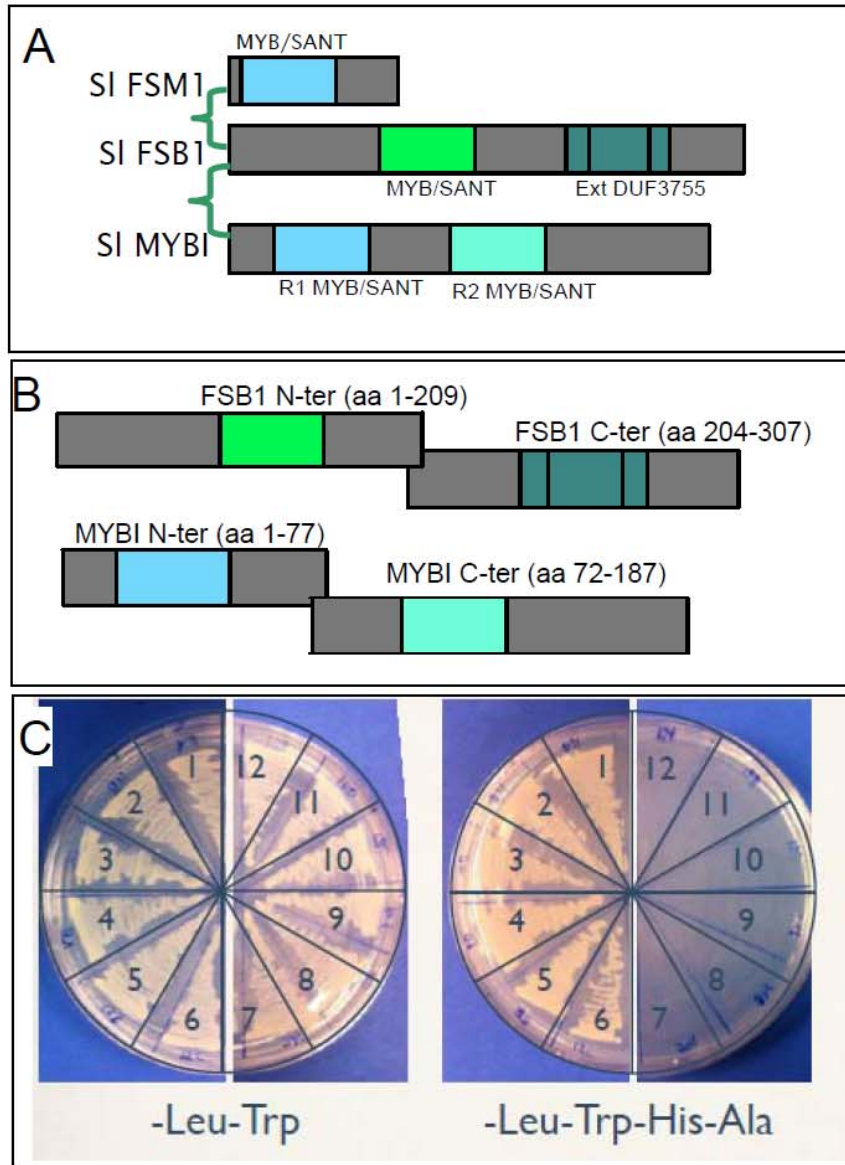 A
MYB/SANT
Sl FSM1
Sl FSB1
MYB/SANT
Ext DUF3755
Sl MYBI
R1 MYB/SANT
R2 MYB/SANT
B
FSB1 N-ter (aa 1-209)
FSB1 C-ter (aa 204-307)
MYBI N-ter (aa 1-77)
MYBI C-ter (aa 72-187)
C
1 12
2 11
3 10
4 9
5 8
6 7
1 12
2 11
3 10
4 9
5 8
6 7
-Leu-Trp
-Leu-Trp-His-Ala